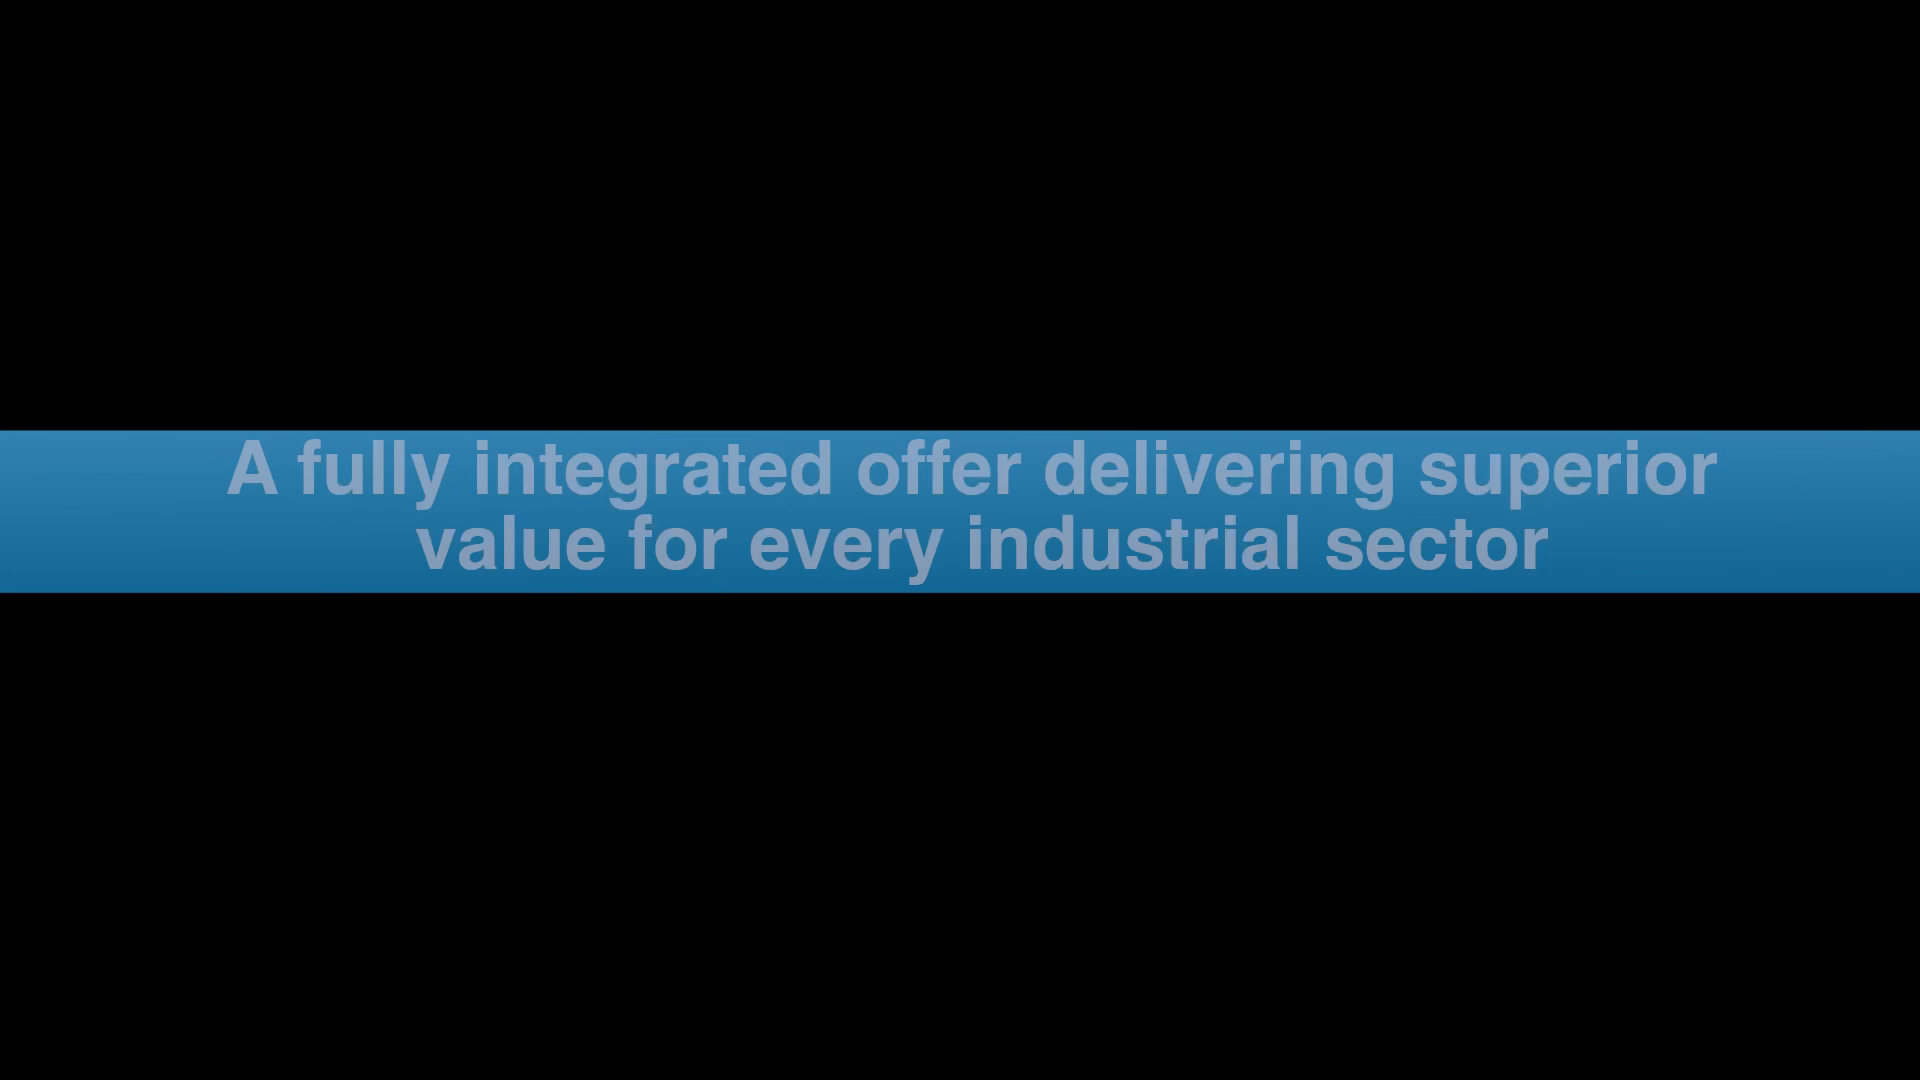 A fully integrated offer delivering superior
value for every industrial sector